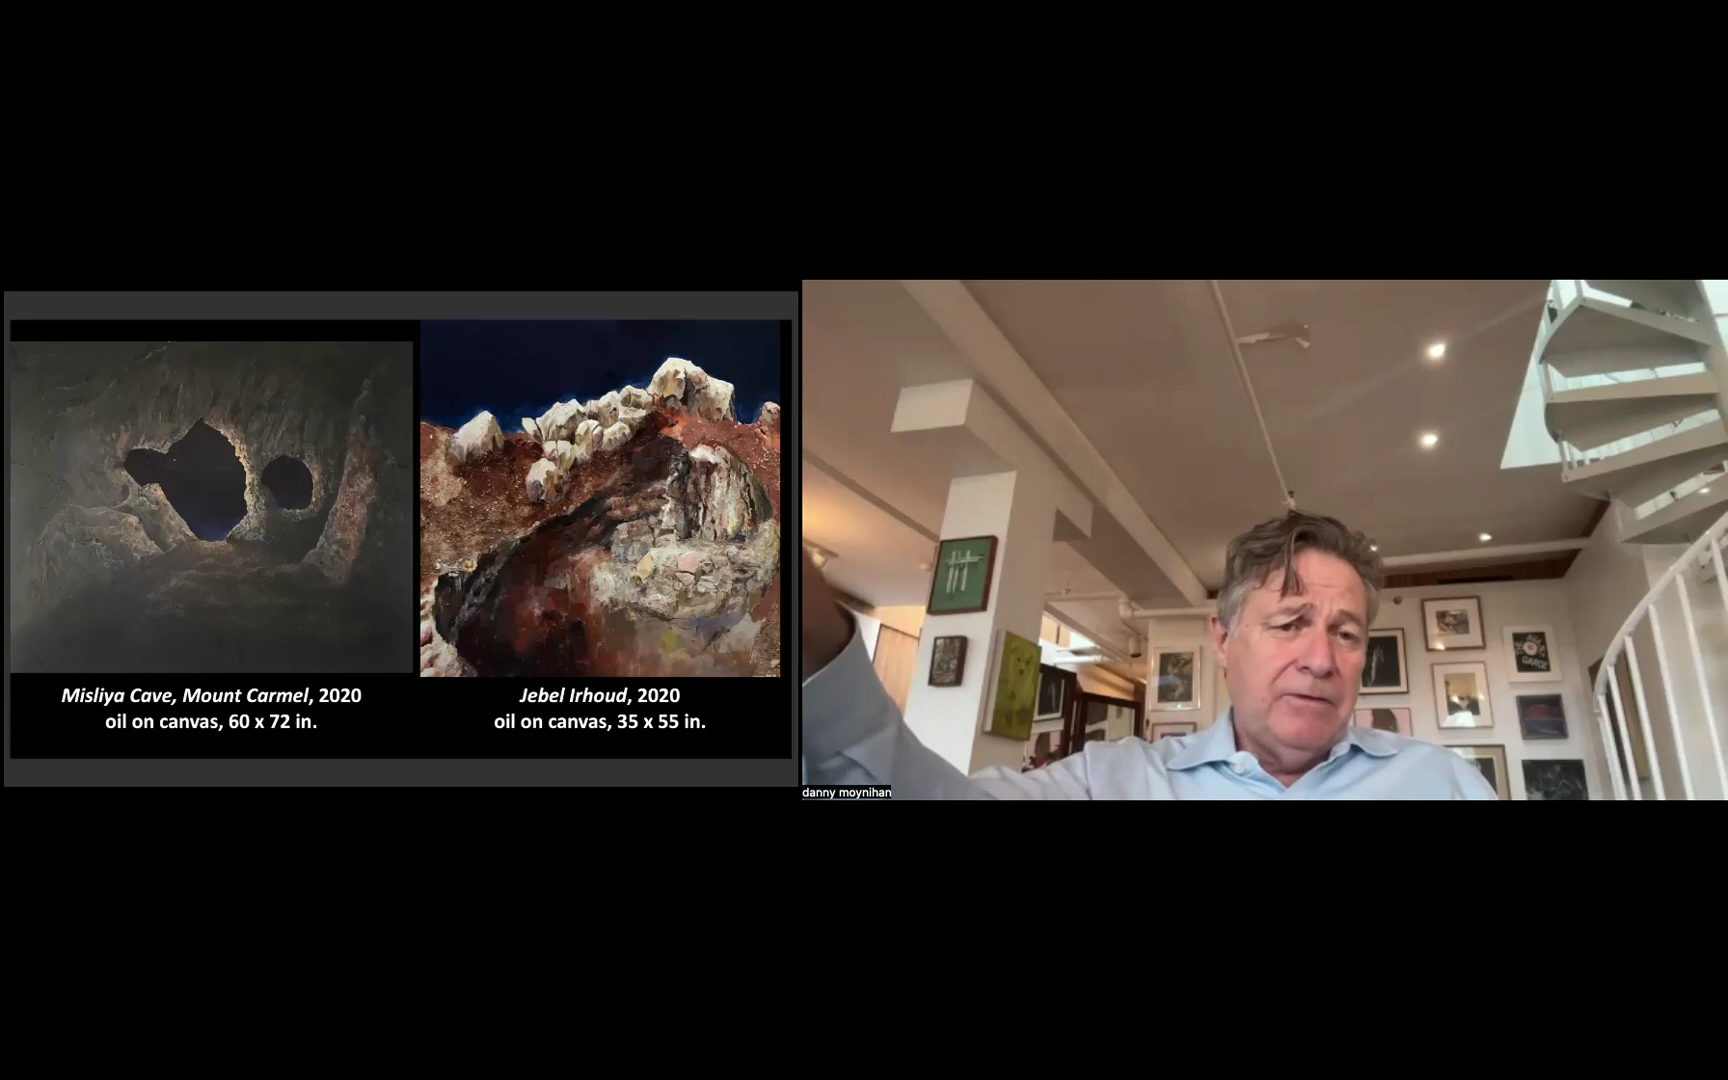 Misliya Cave, Mount Carmel, 2020
oil on canvas, 60 x 72 in.
Jebel Irhoud, 2020
oil on canvas, 35 x 55 in.
danny moynihan